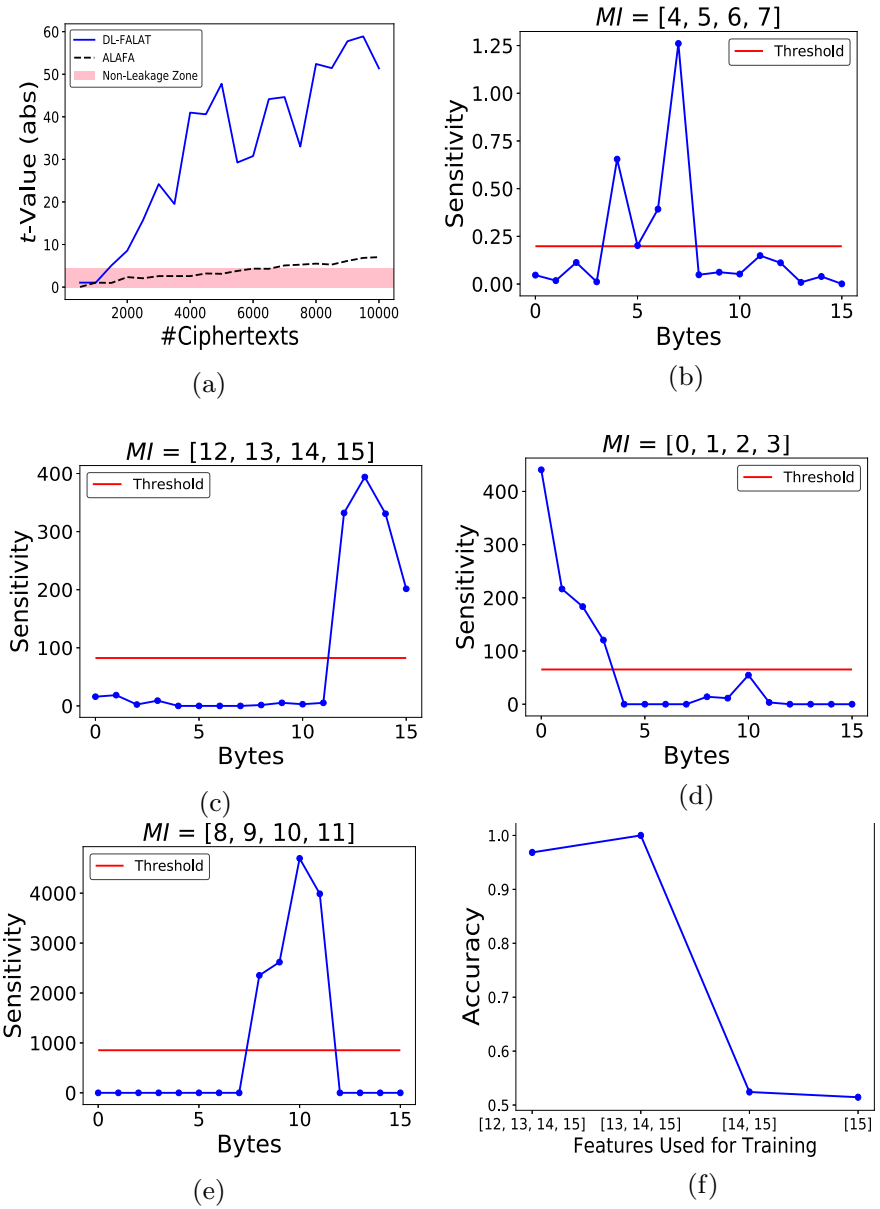 60
50
40
30
20
10
0
t-Value (abs)
DL-FALAT
ALAFA
Non-Leakage Zone
2000 4000 6000 8000 10000
#Ciphertexts
(a)
MI = [4, 5, 6, 7]
1.25
1.00
0.75
0.50
0.25
0.00
Sensitivity
Threshold
0 5 10 15
Bytes
(b)
MI = [12, 13, 14, 15]
400
300
200
100
0
Sensitivity
Threshold
0 5 10 15
Bytes
(c)
MI = [0, 1, 2, 3]
400
300
200
100
0
Sensitivity
Threshold
0 5 10 15
Bytes
(d)
MI = [8, 9, 10, 11]
4000
3000
2000
1000
0
Sensitivity
Threshold
0 5 10 15
Bytes
(e)
1.0
0.9
0.8
0.7
0.6
0.5
Accuracy
[12, 13, 14, 15] [13, 14, 15] [14, 15] [15]
Features Used for Training
(f)